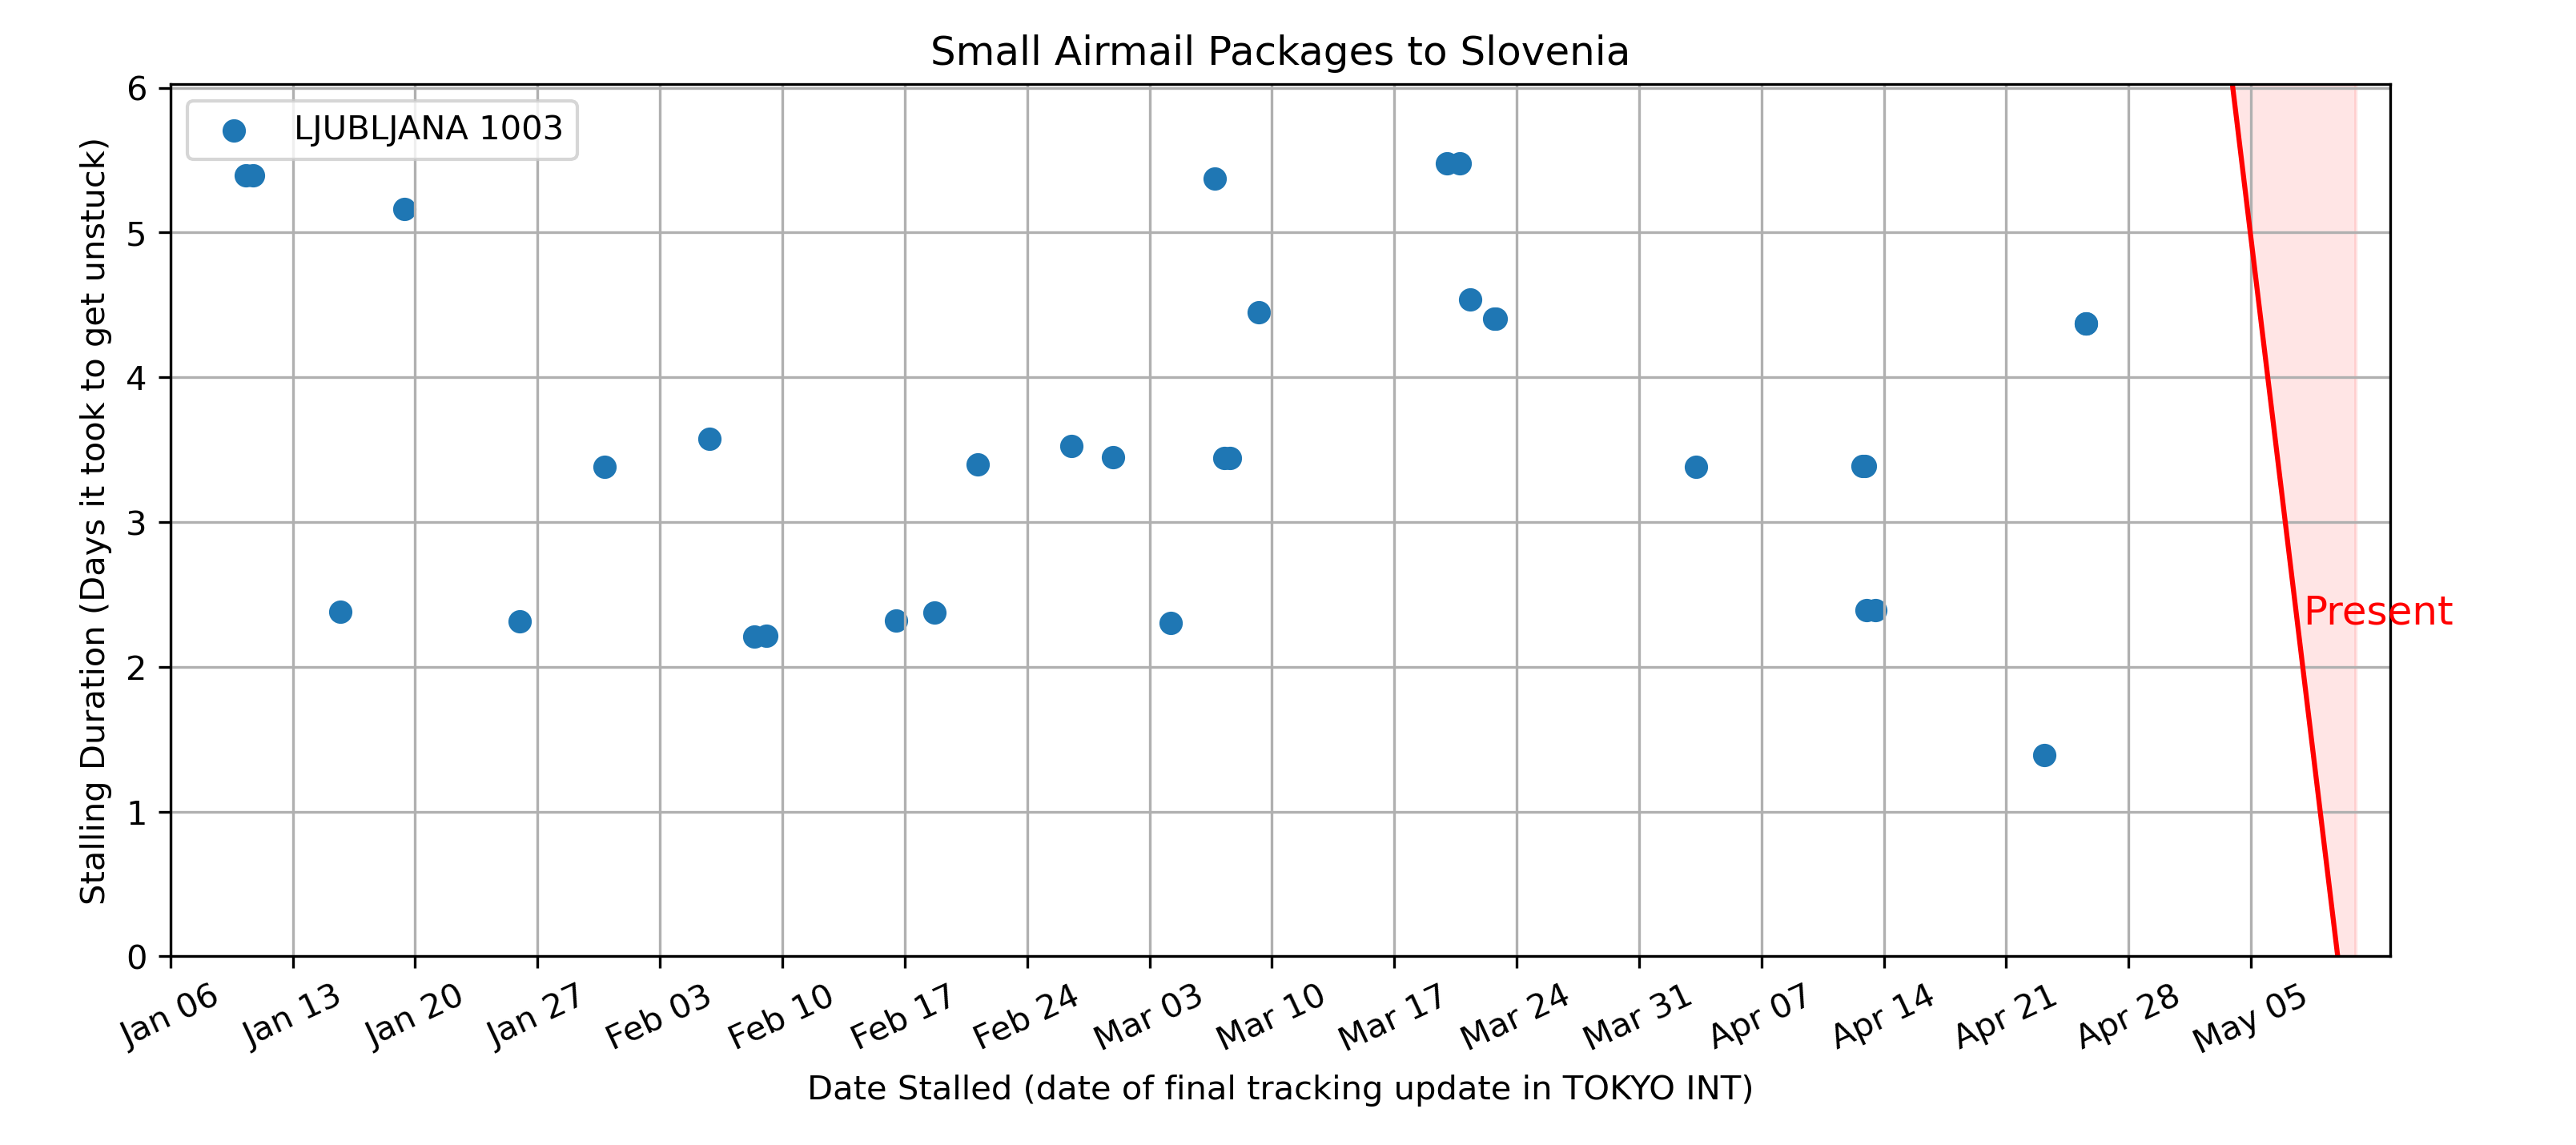 Small Airmail Packages to Slovenia
LJUBLJANA 1003
Stalling Duration (Days it took to get unstuck)
6
5
4
3
2
1
0
Present
Jan 06
Jan 13
Jan 20
Jan 27
Feb 03
Feb 10
Feb 17
Feb 24
Mar 03
Mar 10
Mar 17
Mar 24
Mar 31
Apr 07
Apr 14
Apr 21
Apr 28
May 05
Date Stalled (date of final tracking update in TOKYO INT)